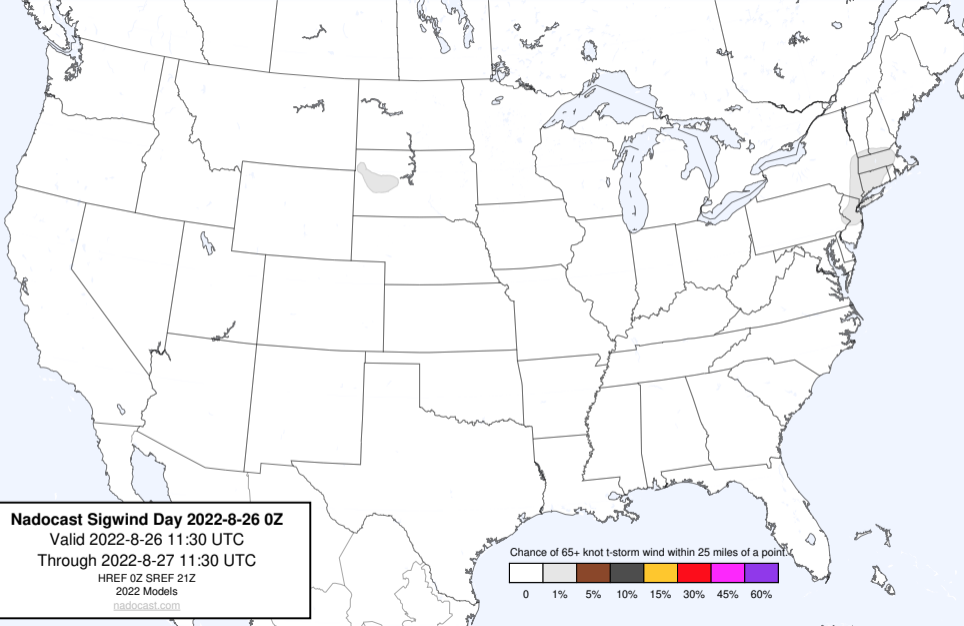 Nadocast Sigwind Day 2022-8-26 0Z
Valid 2022-8-26 11:30 UTC
Through 2022-8-27 11:30 UTC
HREF 0Z SREF 21Z
2022 Models
nadocast.com
Chance of 65+ knot t-storm wind within 25 miles of a point.
0 1% 5% 10% 15% 30% 45% 60%